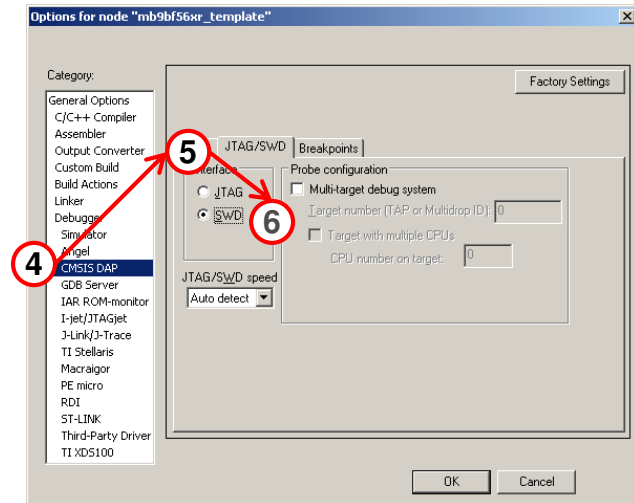 Options for node "mb9bf56xr_template"
Category:
Factory Settings
General Options
C/C++ Compiler
Assembler
Output Converter
Custom Build
Build Actions
Linker
Debugger
Simulator
Angel
CMSIS DAP
GDB Server
IAR ROM-monitor
I-jet/JTAGjet
J-Link/J-Trace
TI Stellaris
Macraigor
PE micro
RDI
ST-LINK
Third-Party Driver
TI XDS100
4
5
6
JTAG/SWD
Breakpoints
Interface
JTAG
SWD
JTAG/SWD speed
Auto detect
Probe configuration
Multi-target debug system
Target number (TAP or Multidrop ID): 0
Target with multiple CPUs
CPU number on target: 0
OK
Cancel